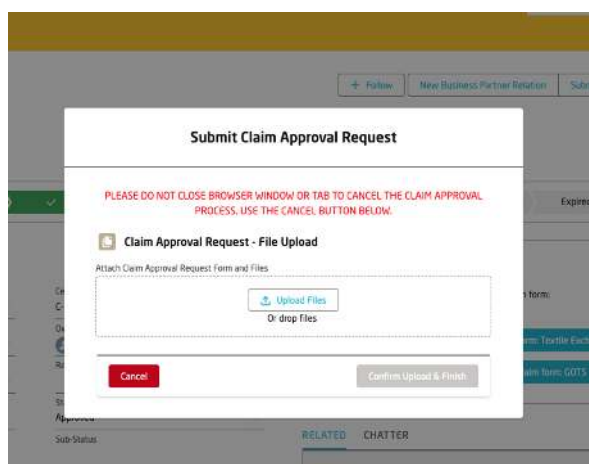 + Follow
New Business Partner Relation
Submit Claim Approval Request
Expired
PLEASE DO NOT CLOSE BROWSER WINDOW OR TAB TO CANCEL THE CLAIM APPROVAL
PROCESS. USE THE CANCEL BUTTON BELOW.
Claim Approval Request - File Upload
Attach Claim Approval Request Form and Files
Upload Files
Or drop files
form:
Cancel
Confirm Upload & Finish
Approved
Sub-Status
RELATED CHATTER